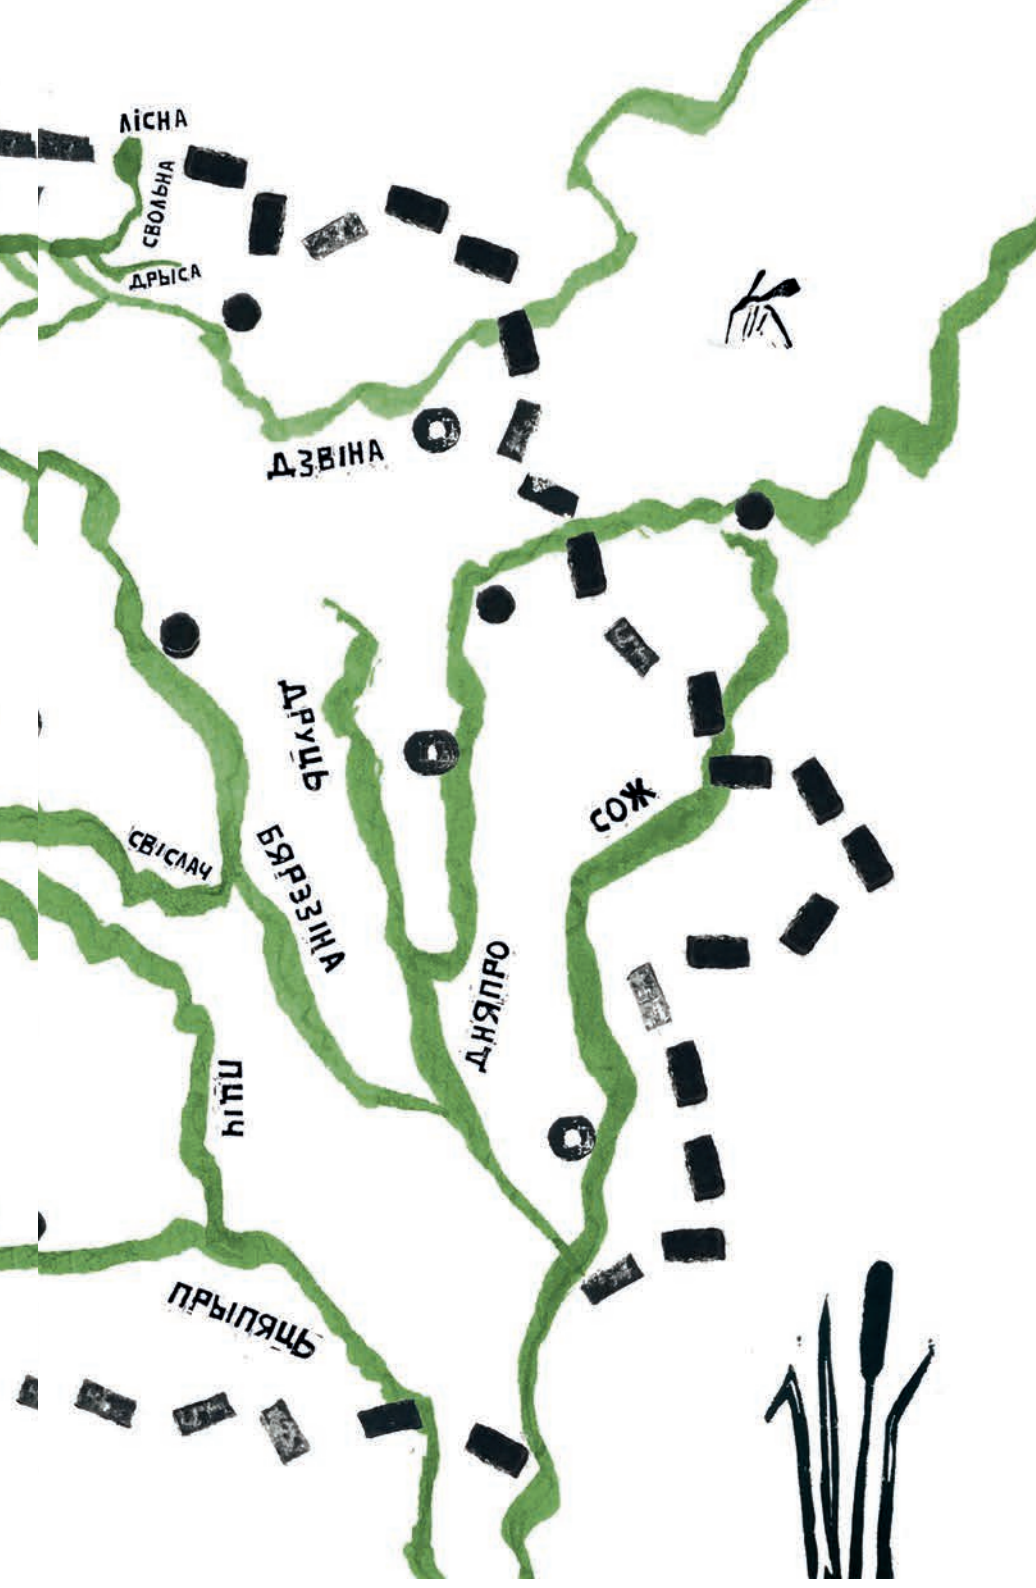 ЛІСНА
СВОЛЬНА
ДРЫСА
ДЗВІНА
ДРУЦЬ
СОЖ
СВІСЛАЧ
БЯРЭЗІНА
ДНЯПРО
ПЦІЧ
ПРЫПЯЦЬ